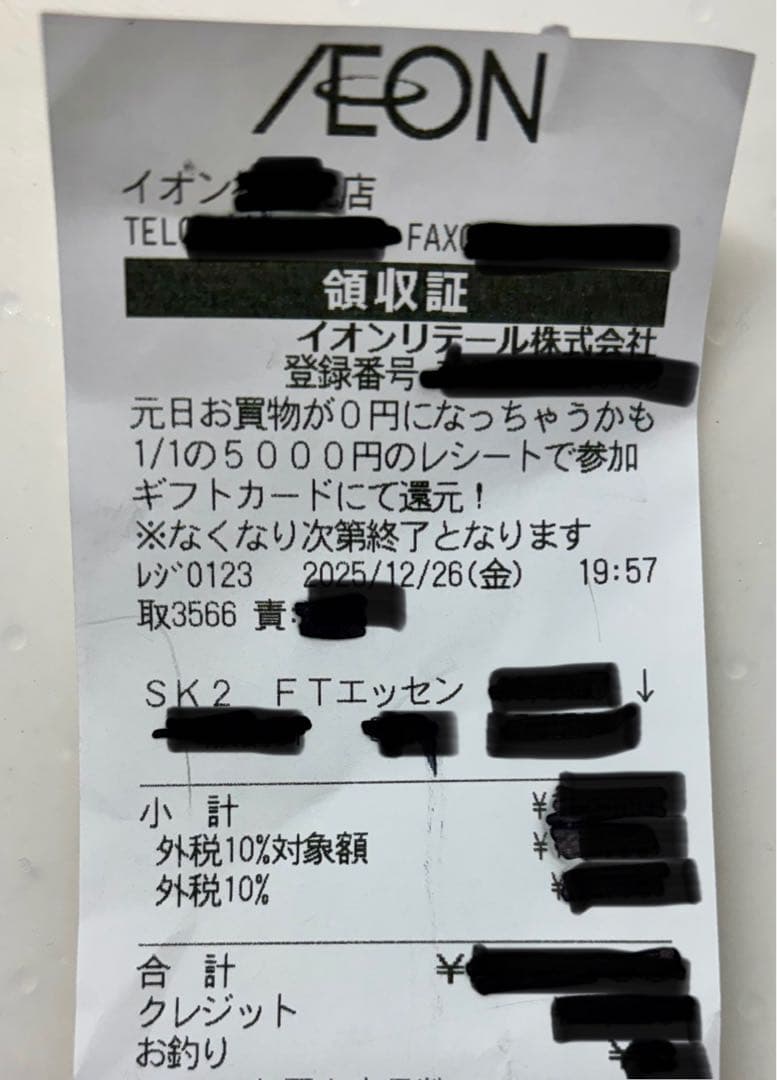 ÆON
イオン 店
TEL( FAX(
領収証
イオンリテール株式会社
登録番号
元日お買物が0円になっちゃうかも
1/1の5000円のレシートで参加
ギフトカードにて還元!
※なくなり次第終了となります
レジ0123 2025/12/26(金) 19:57
取3566 責:
SK2 FTエッセン ↓
小 計 ¥
外税10%対象額 ¥
外税10% ¥
合 計 ¥
クレジット
お釣り ¥